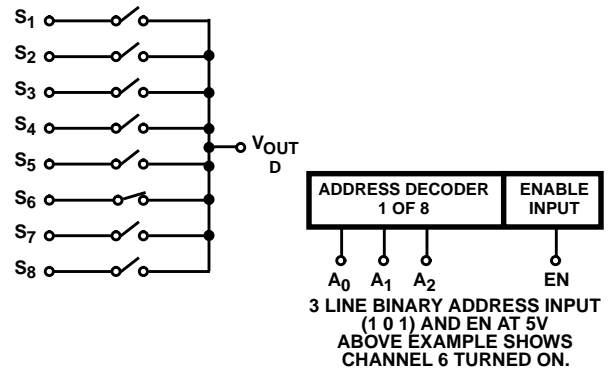 S1
S2
S3
S4
S5
S6
S7
S8
VOUT
D
ADDRESS DECODER
1 OF 8
ENABLE
INPUT
A0 A1 A2
EN
3 LINE BINARY ADDRESS INPUT
(1 0 1) AND EN AT 5V
ABOVE EXAMPLE SHOWS
CHANNEL 6 TURNED ON.